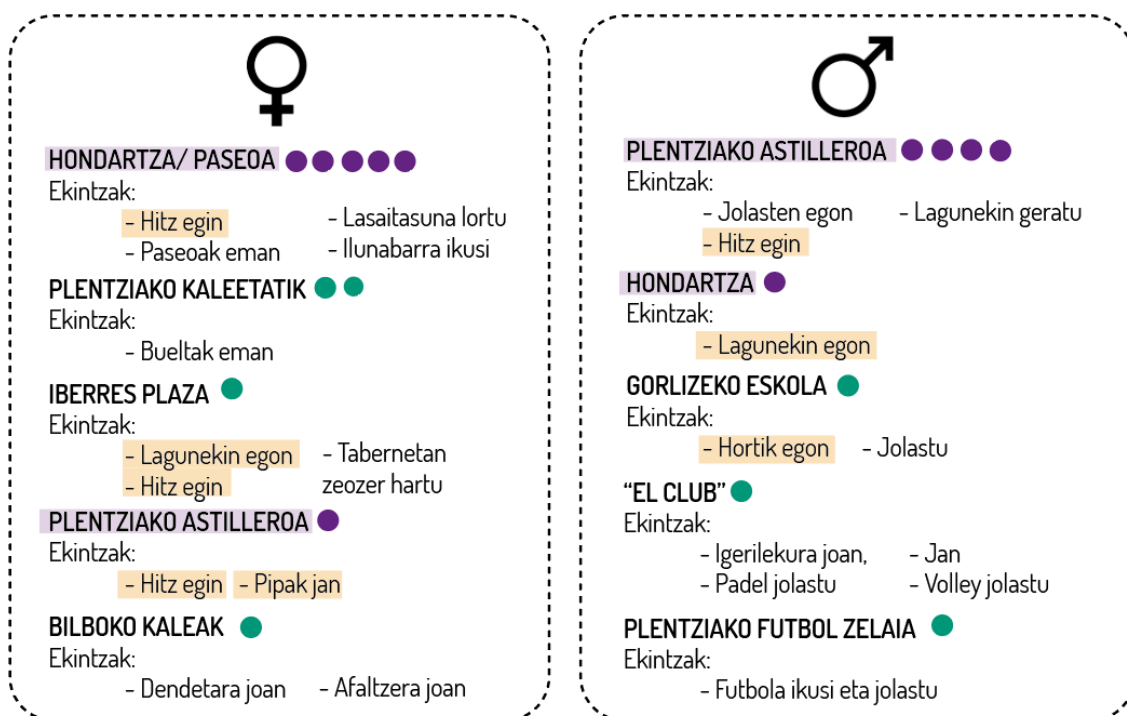 HONDARTZA/ PASEOA
Ekintzak:
- Hitz egin
- Lasaitasuna lortu
- Paseoak eman
- Ilunabarra ikusi
PLENTZIAKO KALEETATIK
Ekintzak:
- Bueltak eman
IBERRES PLAZA
Ekintzak:
- Lagunekin egon
- Tabernetan
- Hitz egin
zeozer hartu
PLENTZIAKO ASTILLEROA
Ekintzak:
- Hitz egin
- Pipak jan
BILBOKO KALEAK
Ekintzak:
- Dendetara joan
- Afaltzera joan
PLENTZIAKO ASTILLEROA
Ekintzak:
- Jolasten egon
- Lagunekin geratu
- Hitz egin
HONDARTZA
Ekintzak:
- Lagunekin egon
GORLIZEKO ESKOLA
Ekintzak:
- Hortik egon
- Jolastu
“EL CLUB”
Ekintzak:
- Igerilekura joan,
- Jan
- Padel jolastu
- Volley jolastu
PLENTZIAKO FUTBOL ZELAIA
Ekintzak:
- Futbola ikusi eta jolastu